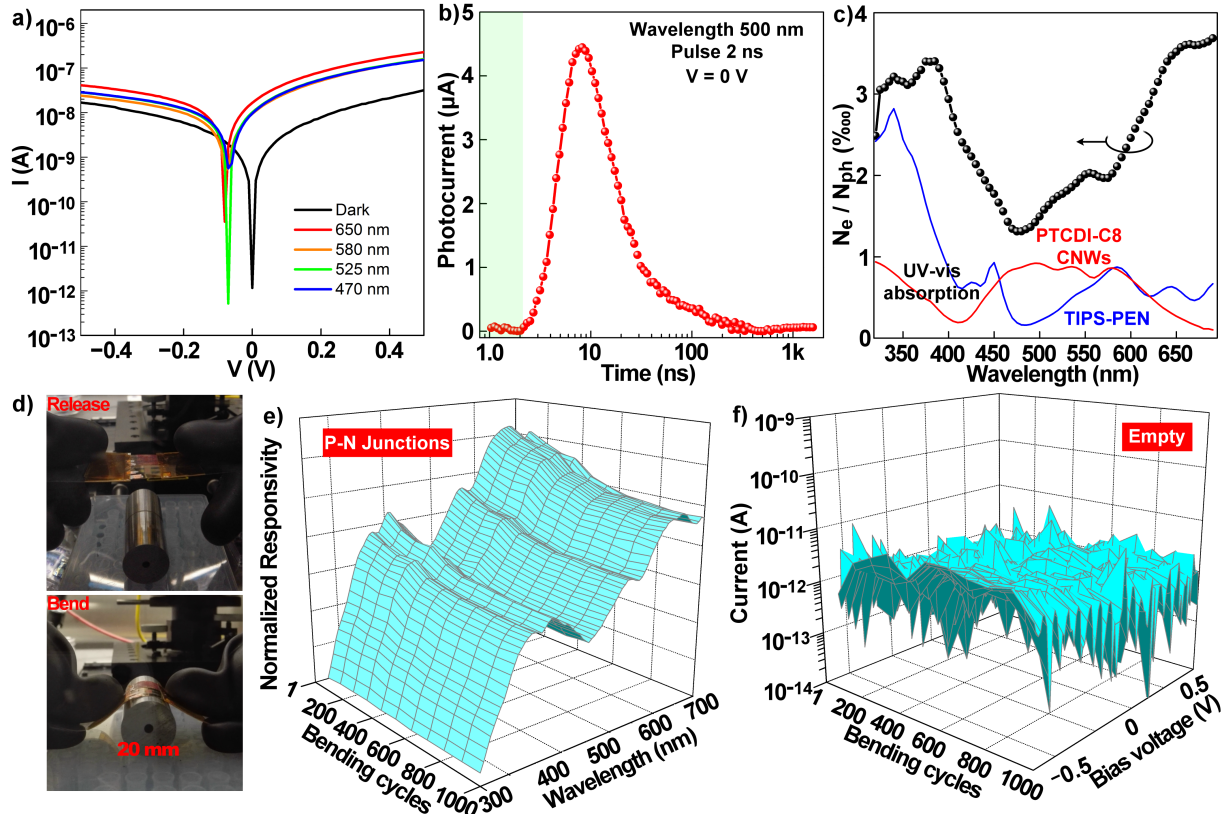 a)
I (A)
10⁻⁶
10⁻⁷
10⁻⁸
10⁻⁹
10⁻¹⁰
10⁻¹¹
10⁻¹²
10⁻¹³
Dark
650 nm
580 nm
525 nm
470 nm
−0.4
−0.2
0
0.2
0.4
V (V)
b)
Photocurrent (µA)
5
4
3
2
1
0
Wavelength 500 nm
Pulse 2 ns
V = 0 V
1.0
10
100
1k
Time (ns)
c)
Nₑ / Nₚₕ (‱)
4
3
2
1
0
PTCDI-C8
CNWs
UV-vis
absorption
TIPS-PEN
350
400
450
500
550
600
650
Wavelength (nm)
d)
Release
Bend
20 mm
e)
P-N Junctions
Normalized Responsivity
1
200
400
600
800
1000
Bending cycles
300
400
500
600
700
Wavelength (nm)
f)
Empty
Current (A)
10⁻⁹
10⁻¹⁰
10⁻¹¹
10⁻¹²
10⁻¹³
10⁻¹⁴
1
200
400
600
800
1000
Bending cycles
−0.5
0
0.5
Bias voltage (V)